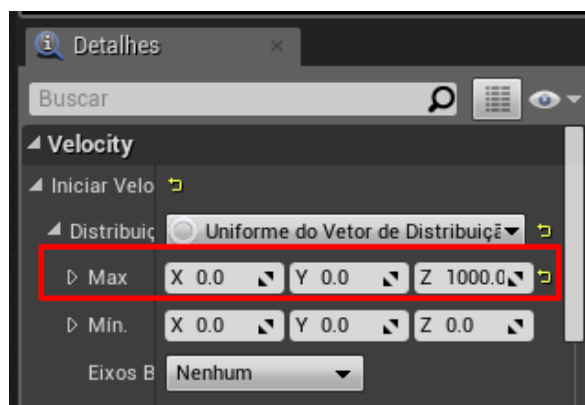 Detalhes
Buscar
Velocity
Iniciar Velo
Distribuiç Uniforme do Vetor de Distribuiçã
Max X 0.0 Y 0.0 Z 1000.0
Mín. X 0.0 Y 0.0 Z 0.0
Eixos B Nenhum